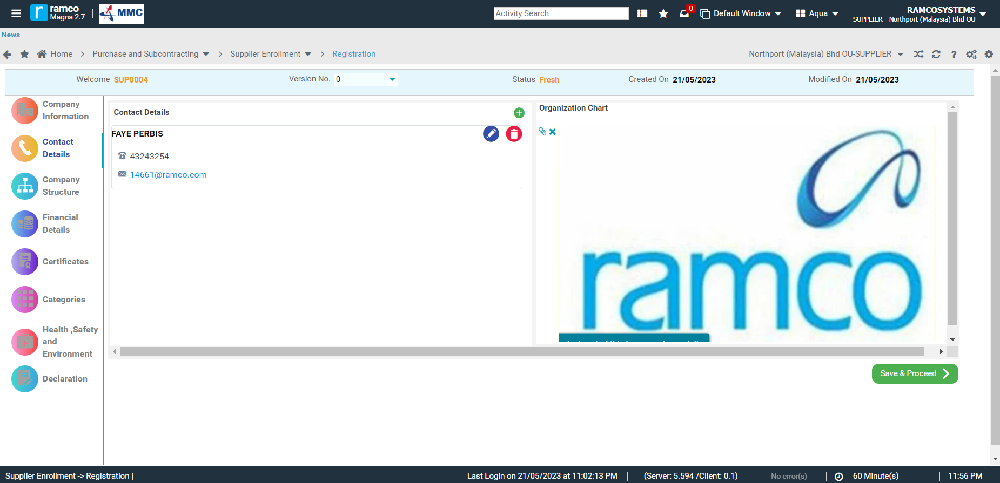 ramco
Magna 2.7
MMC
Activity Search
0
Default Window
Aqua
RAMCOSYSTEMS
SUPPLIER - Northport (Malaysia) Bhd OU
News
Home > Purchase and Subcontracting > Supplier Enrollment > Registration
Northport (Malaysia) Bhd OU-SUPPLIER
?
Welcome SUP0004
Version No. 0
Status Fresh
Created On 21/05/2023
Modified On 21/05/2023
Company
Information
Contact
Details
Company
Structure
Financial
Details
Certificates
Categories
Health ,Safety
and
Environment
Declaration
Contact Details
FAYE PERBIS
43243254
14661@ramco.com
Organization Chart
ramco
Save & Proceed
Supplier Enrollment -> Registration |
Last Login on 21/05/2023 at 11:02:13 PM
(Server: 5.594 /Client: 0.1)
No error(s)
60 Minute(s)
11:56 PM